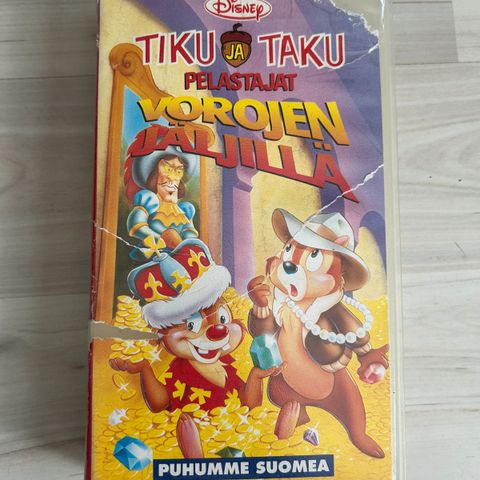 Disney
TIKU JA TAKU
PELASTAJAT
VOROJEN
JÄLJILLÄ
PUHUMME SUOMEA